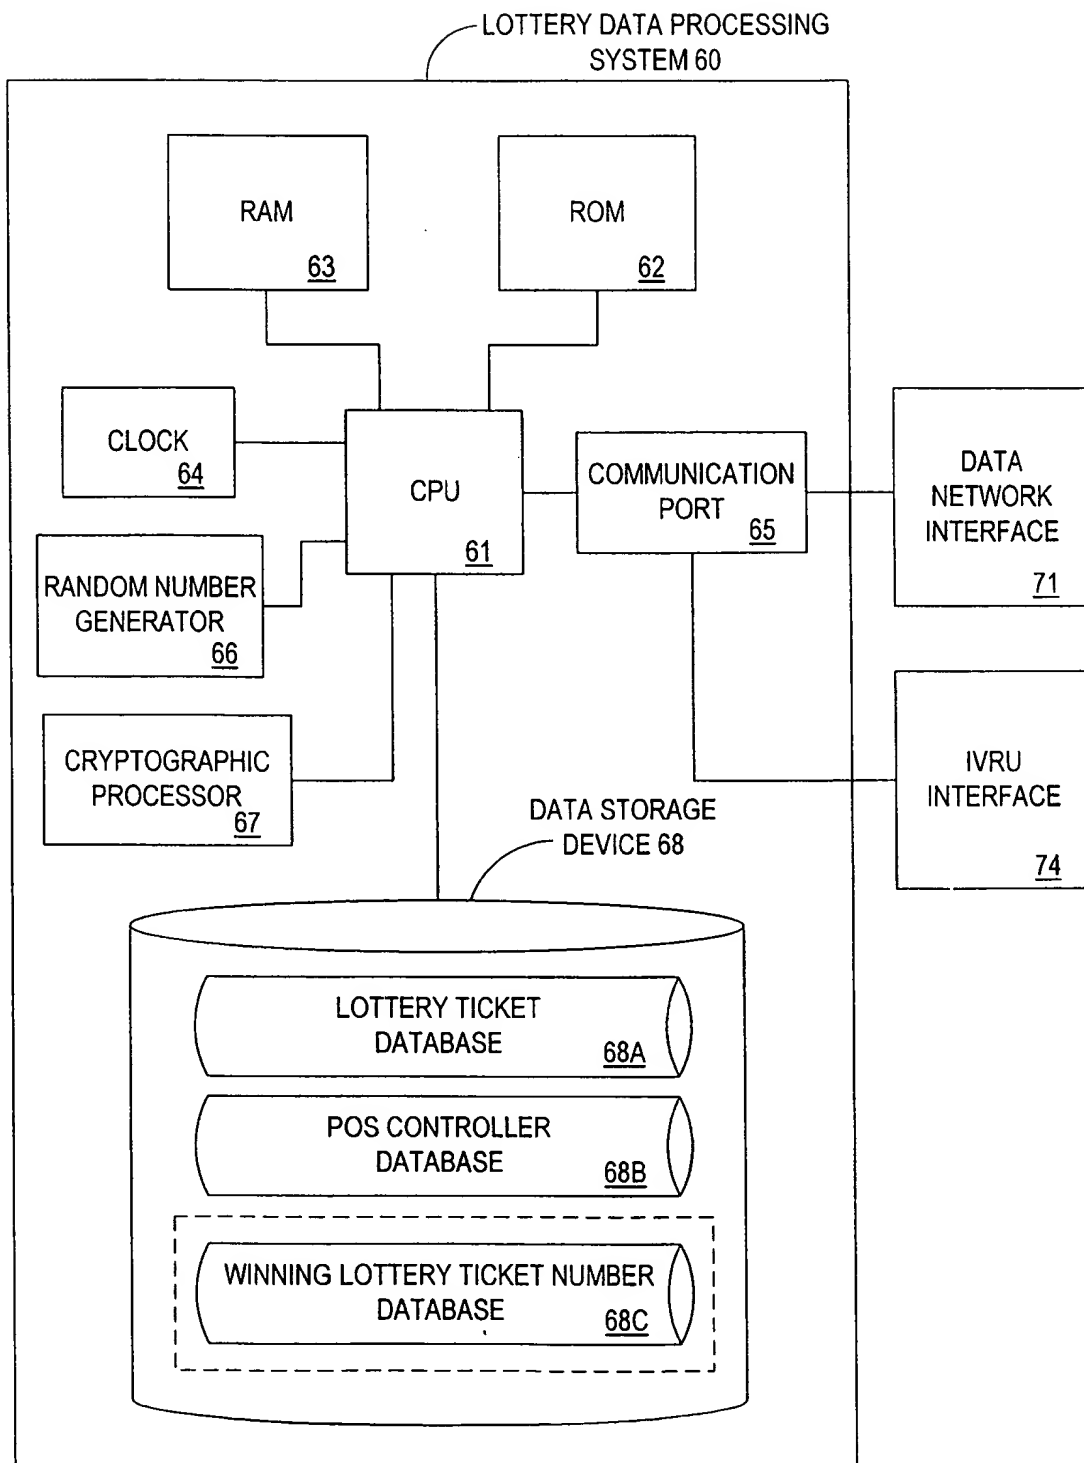 LOTTERY DATA PROCESSING
SYSTEM 60
RAM
63
ROM
62
CLOCK
64
CPU
61
COMMUNICATION
PORT
65
DATA
NETWORK
INTERFACE
71
RANDOM NUMBER
GENERATOR
66
IVRU
INTERFACE
74
CRYPTOGRAPHIC
PROCESSOR
67
DATA STORAGE
DEVICE 68
LOTTERY TICKET
DATABASE
68A
POS CONTROLLER
DATABASE
68B
WINNING LOTTERY TICKET NUMBER
DATABASE
68C